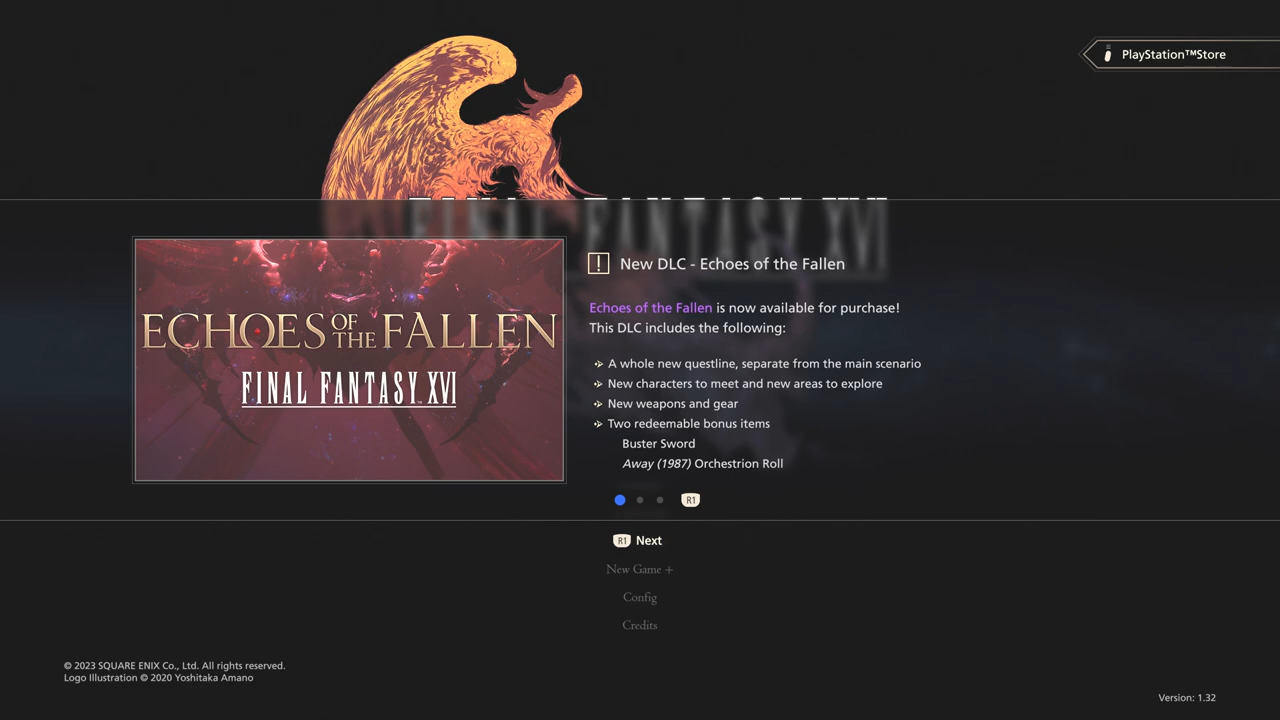 PlayStation™Store
FINAL FANTASY XVI
ECHOES OF THE FALLEN
FINAL FANTASY XVI
New DLC - Echoes of the Fallen
Echoes of the Fallen is now available for purchase!
This DLC includes the following:
A whole new questline, separate from the main scenario
New characters to meet and new areas to explore
New weapons and gear
Two redeemable bonus items
Buster Sword
Away (1987) Orchestrion Roll
R1
R1 Next
New Game +
Config
Credits
© 2023 SQUARE ENIX Co., Ltd. All rights reserved.
Logo Illustration © 2020 Yoshitaka Amano
Version: 1.32